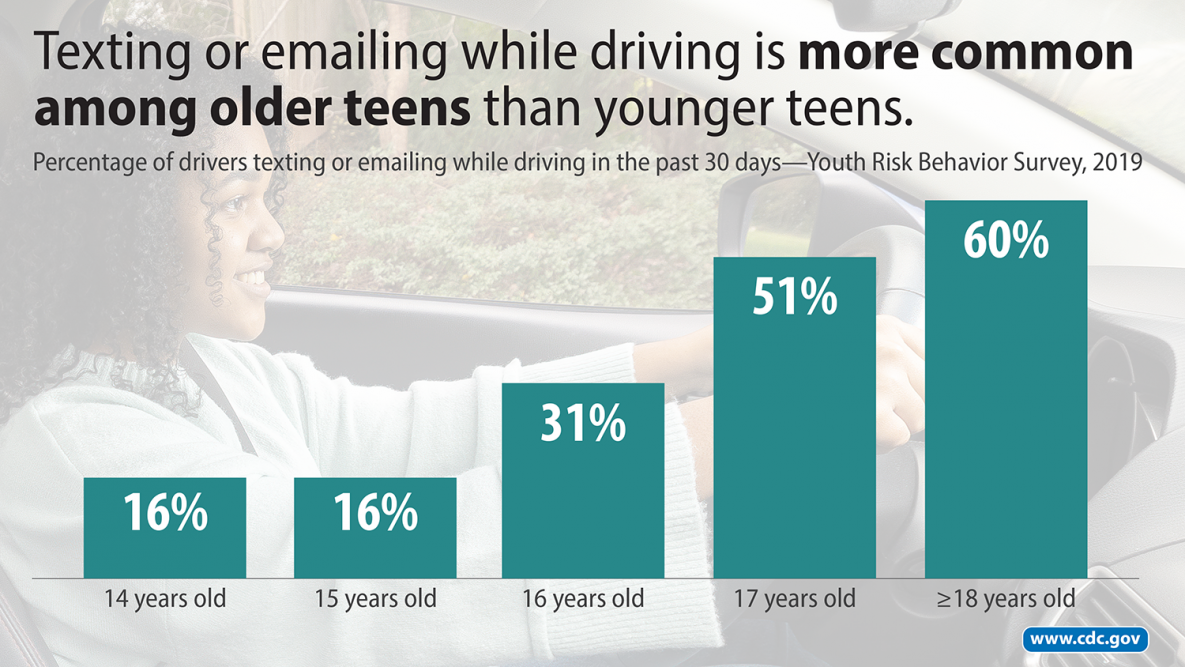 Texting or emailing while driving is more common
among older teens than younger teens.
Percentage of drivers texting or emailing while driving in the past 30 days—Youth Risk Behavior Survey, 2019
16%
16%
31%
51%
60%
14 years old
15 years old
16 years old
17 years old
≥18 years old
www.cdc.gov